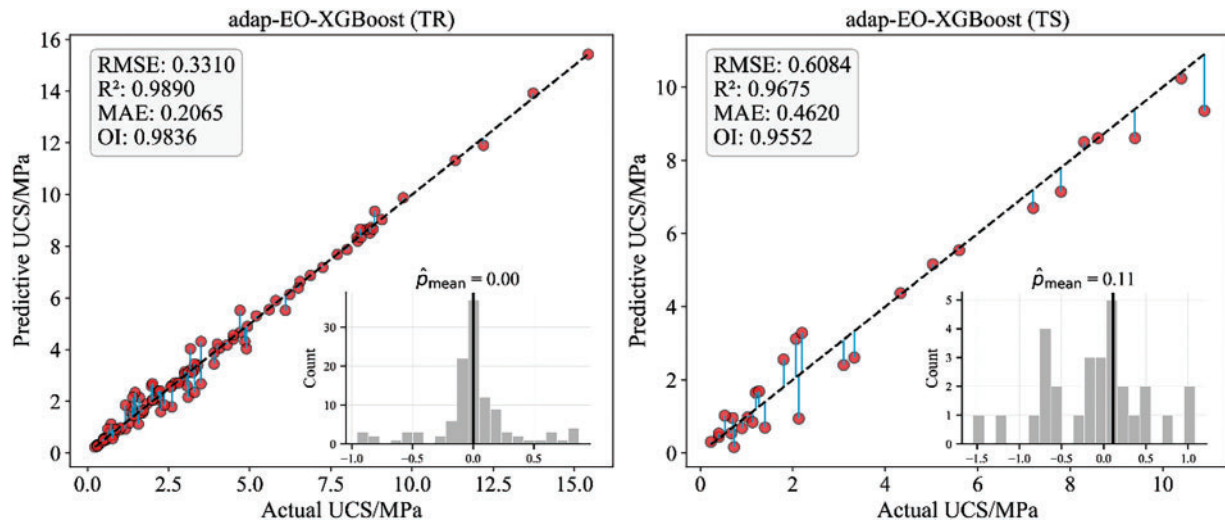 adap-EO-XGBoost (TR)
RMSE: 0.3310
R²: 0.9890
MAE: 0.2065
OI: 0.9836
Predictive UCS/MPa
16
14
12
10
8
6
4
2
0
0.0 2.5 5.0 7.5 10.0 12.5 15.0
Actual UCS/MPa
p̂mean = 0.00
Count
30
20
10
0
−1.0 −0.5 0.0 0.5
adap-EO-XGBoost (TS)
RMSE: 0.6084
R²: 0.9675
MAE: 0.4620
OI: 0.9552
Predictive UCS/MPa
10
8
6
4
2
0
0 2 4 6 8 10
Actual UCS/MPa
p̂mean = 0.11
Count
5
4
3
2
1
0
−1.5 −1.0 −0.5 0.0 0.5 1.0